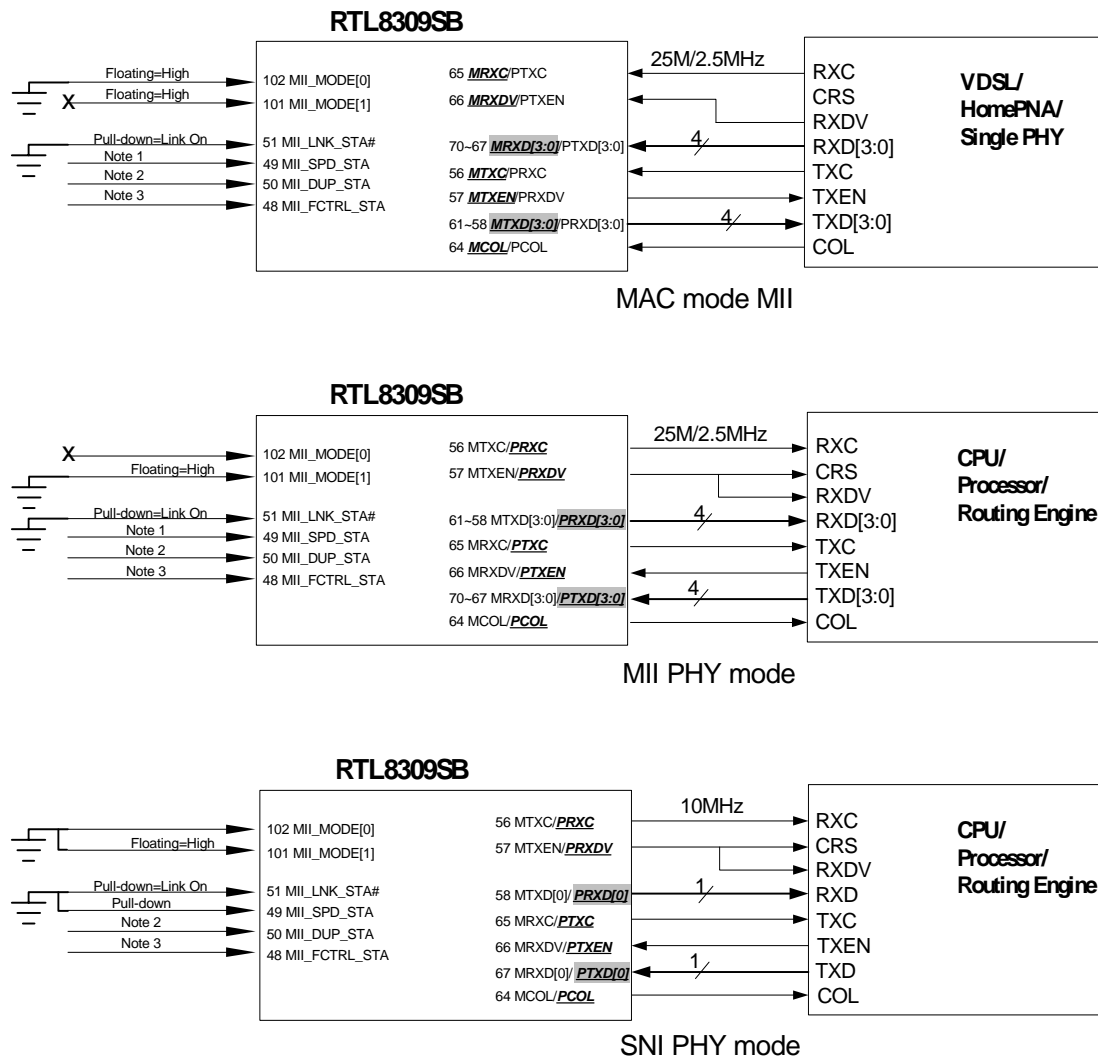 RTL8309SB
Floating=High
Floating=High
X
Pull-down=Link On
Note 1
Note 2
Note 3
102 MII_MODE[0]
101 MII_MODE[1]
51 MII_LNK_STA#
49 MII_SPD_STA
50 MII_DUP_STA
48 MII_FCTRL_STA
65 MRXC/PTXC
66 MRXDV/PTXEN
70~67 MRXD[3:0]/PTXD[3:0]
56 MTXC/PRXC
57 MTXEN/PRXDV
61~58 MTXD[3:0]/PRXD[3:0]
64 MCOL/PCOL
25M/2.5MHz
4
4
RXC
CRS
RXDV
RXD[3:0]
TXC
TXEN
TXD[3:0]
COL
VDSL/
HomePNA/
Single PHY
MAC mode MII
RTL8309SB
X
Floating=High
Pull-down=Link On
Note 1
Note 2
Note 3
102 MII_MODE[0]
101 MII_MODE[1]
51 MII_LNK_STA#
49 MII_SPD_STA
50 MII_DUP_STA
48 MII_FCTRL_STA
56 MTXC/PRXC
57 MTXEN/PRXDV
61~58 MTXD[3:0]/PRXD[3:0]
65 MRXC/PTXC
66 MRXDV/PTXEN
70~67 MRXD[3:0]/PTXD[3:0]
64 MCOL/PCOL
25M/2.5MHz
4
4
RXC
CRS
RXDV
RXD[3:0]
TXC
TXEN
TXD[3:0]
COL
CPU/
Processor/
Routing Engine
MII PHY mode
RTL8309SB
Floating=High
Pull-down=Link On
Pull-down
Note 2
Note 3
102 MII_MODE[0]
101 MII_MODE[1]
51 MII_LNK_STA#
49 MII_SPD_STA
50 MII_DUP_STA
48 MII_FCTRL_STA
56 MTXC/PRXC
57 MTXEN/PRXDV
58 MTXD[0]/ PRXD[0]
65 MRXC/PTXC
66 MRXDV/PTXEN
67 MRXD[0]/ PTXD[0]
64 MCOL/PCOL
10MHz
1
1
RXC
CRS
RXDV
RXD
TXC
TXEN
TXD
COL
CPU/
Processor/
Routing Engine
SNI PHY mode